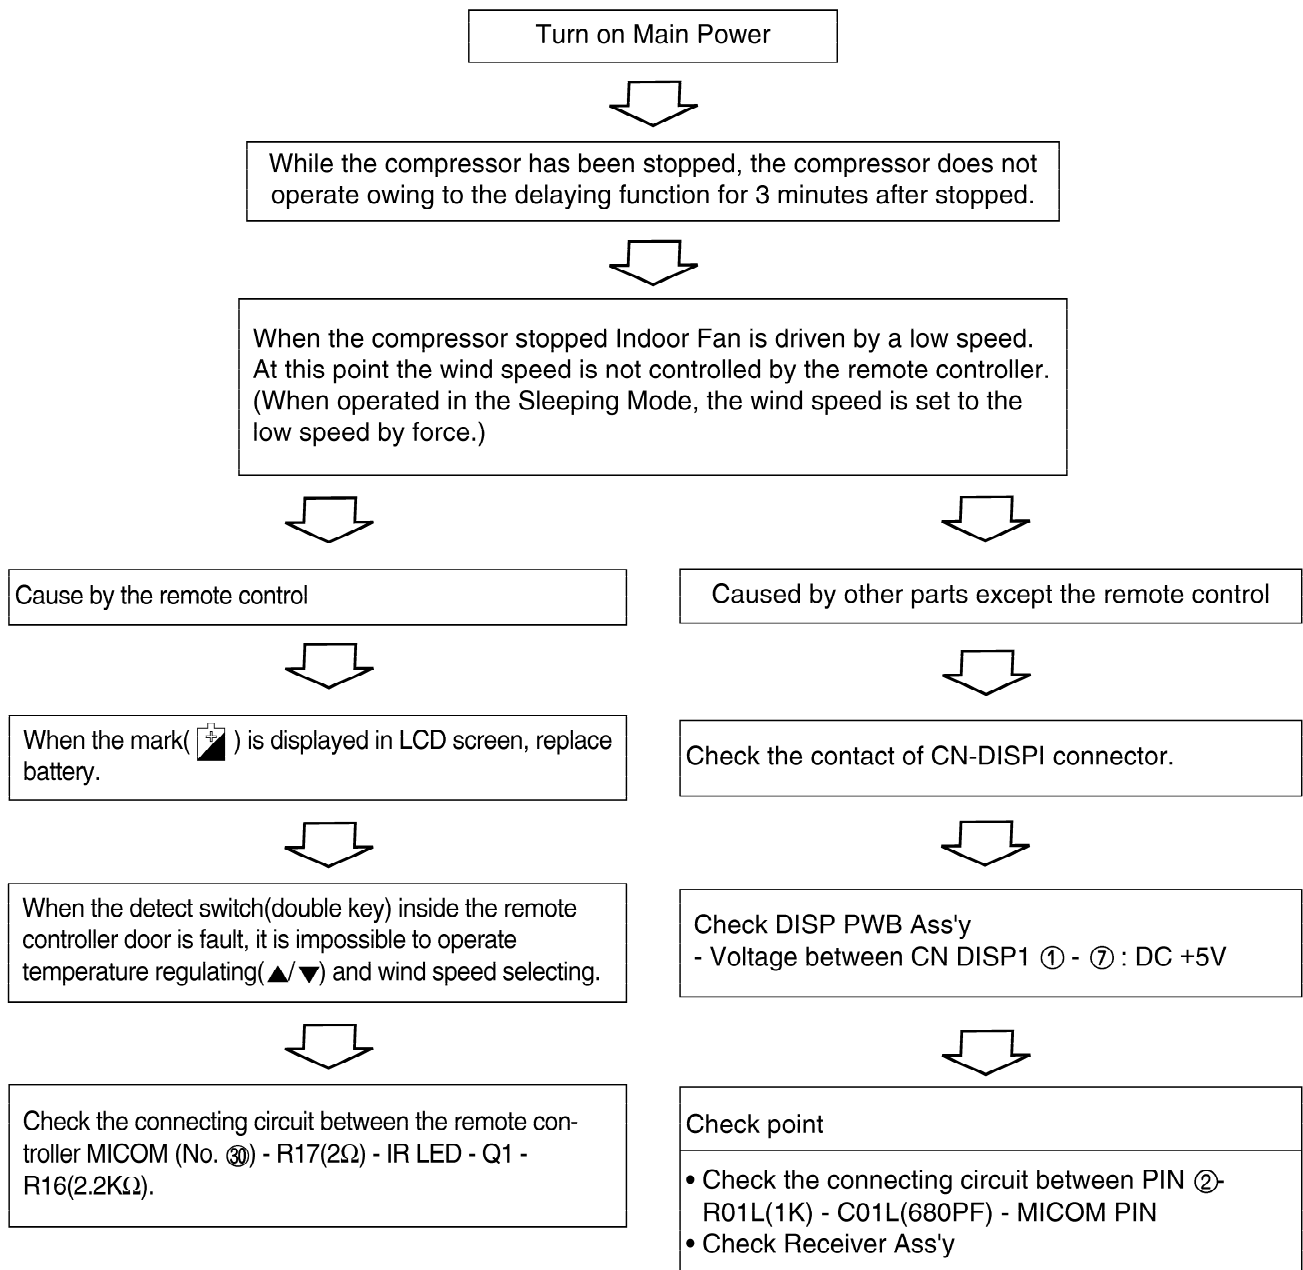 Turn on Main Power
While the compressor has been stopped, the compressor does not
operate owing to the delaying function for 3 minutes after stopped.
When the compressor stopped Indoor Fan is driven by a low speed.
At this point the wind speed is not controlled by the remote controller.
(When operated in the Sleeping Mode, the wind speed is set to the
low speed by force.)
Cause by the remote control
When the mark( ) is displayed in LCD screen, replace
battery.
When the detect switch(double key) inside the remote
controller door is fault, it is impossible to operate
temperature regulating(▲/▼) and wind speed selecting.
Check the connecting circuit between the remote con-
troller MICOM (No. ㉚) - R17(2Ω) - IR LED - Q1 -
R16(2.2KΩ).
Caused by other parts except the remote control
Check the contact of CN-DISPI connector.
Check DISP PWB Ass'y
- Voltage between CN DISP1 ① - ⑦ : DC +5V
Check point
• Check the connecting circuit between PIN ②-
R01L(1K) - C01L(680PF) - MICOM PIN
• Check Receiver Ass'y